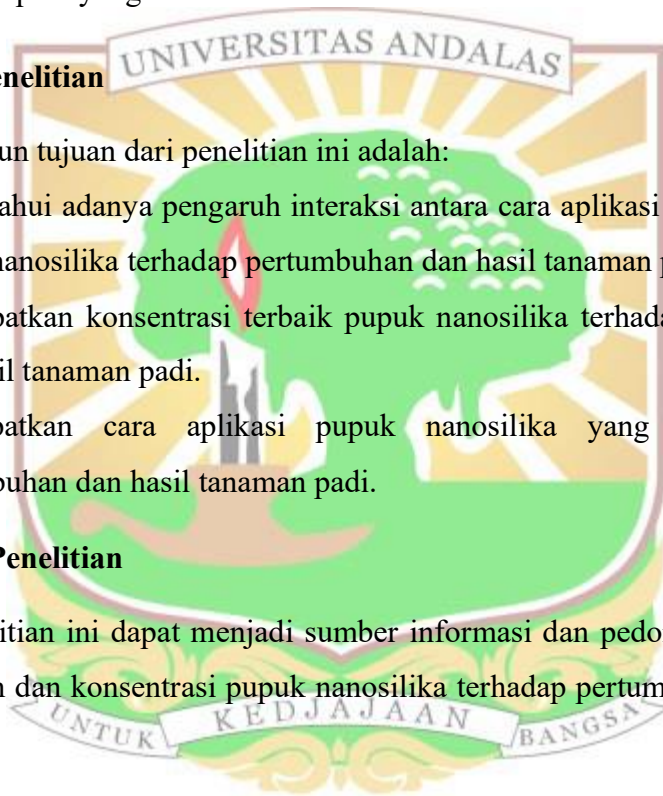 UNIVERSITAS ANDALAS
enelitian
un tujuan dari penelitian ini adalah:
ahui adanya pengaruh interaksi antara cara aplikasi
nanosilika terhadap pertumbuhan dan hasil tanaman p
patkan konsentrasi terbaik pupuk nanosilika terhada
il tanaman padi.
patkan cara aplikasi pupuk nanosilika yang
buhan dan hasil tanaman padi.
Penelitian
itian ini dapat menjadi sumber informasi dan pedo
n dan konsentrasi pupuk nanosilika terhadap pertum
UNTUK KEDJAJAAN BANGSA